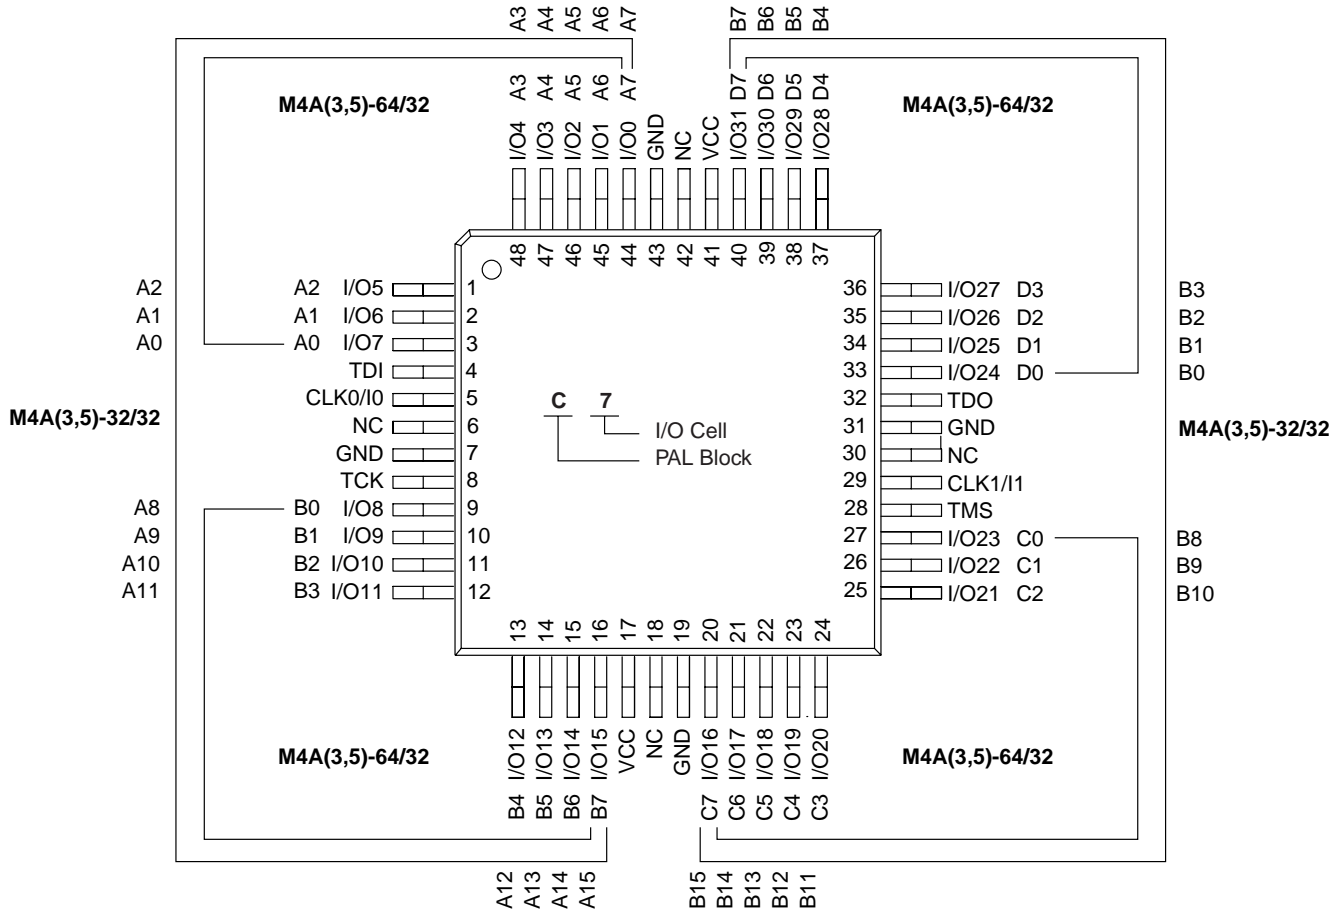 A3 A4 A5 A6 A7 B7 B6 B5 B4
A3 A4 A5 A6 A7 D7 D6 D5 D4
M4A(3,5)-64/32 M4A(3,5)-64/32
I/O4 I/O3 I/O2 I/O1 I/O0 GND NC VCC I/O31 I/O30 I/O29 I/O28
48 47 46 45 44 43 42 41 40 39 38 37
A2 A2 I/O5 1 36 I/O27 D3 B3
A1 A1 I/O6 2 35 I/O26 D2 B2
A0 A0 I/O7 3 34 I/O25 D1 B1
TDI 4 33 I/O24 D0 B0
CLK0/I0 5 32 TDO
M4A(3,5)-32/32 NC 6 31 GND M4A(3,5)-32/32
GND 7 30 NC
TCK 8 29 CLK1/I1
C 7
I/O Cell
PAL Block
A8 B0 I/O8 9 28 TMS
A9 B1 I/O9 10 27 I/O23 C0 B8
A10 B2 I/O10 11 26 I/O22 C1 B9
A11 B3 I/O11 12 25 I/O21 C2 B10
13 14 15 16 17 18 19 20 21 22 23 24
I/O12 I/O13 I/O14 I/O15 VCC NC GND I/O16 I/O17 I/O18 I/O19 I/O20
M4A(3,5)-64/32 M4A(3,5)-64/32
B4 B5 B6 B7 C7 C6 C5 C4 C3
A12 A13 A14 A15 B15 B14 B13 B12 B11